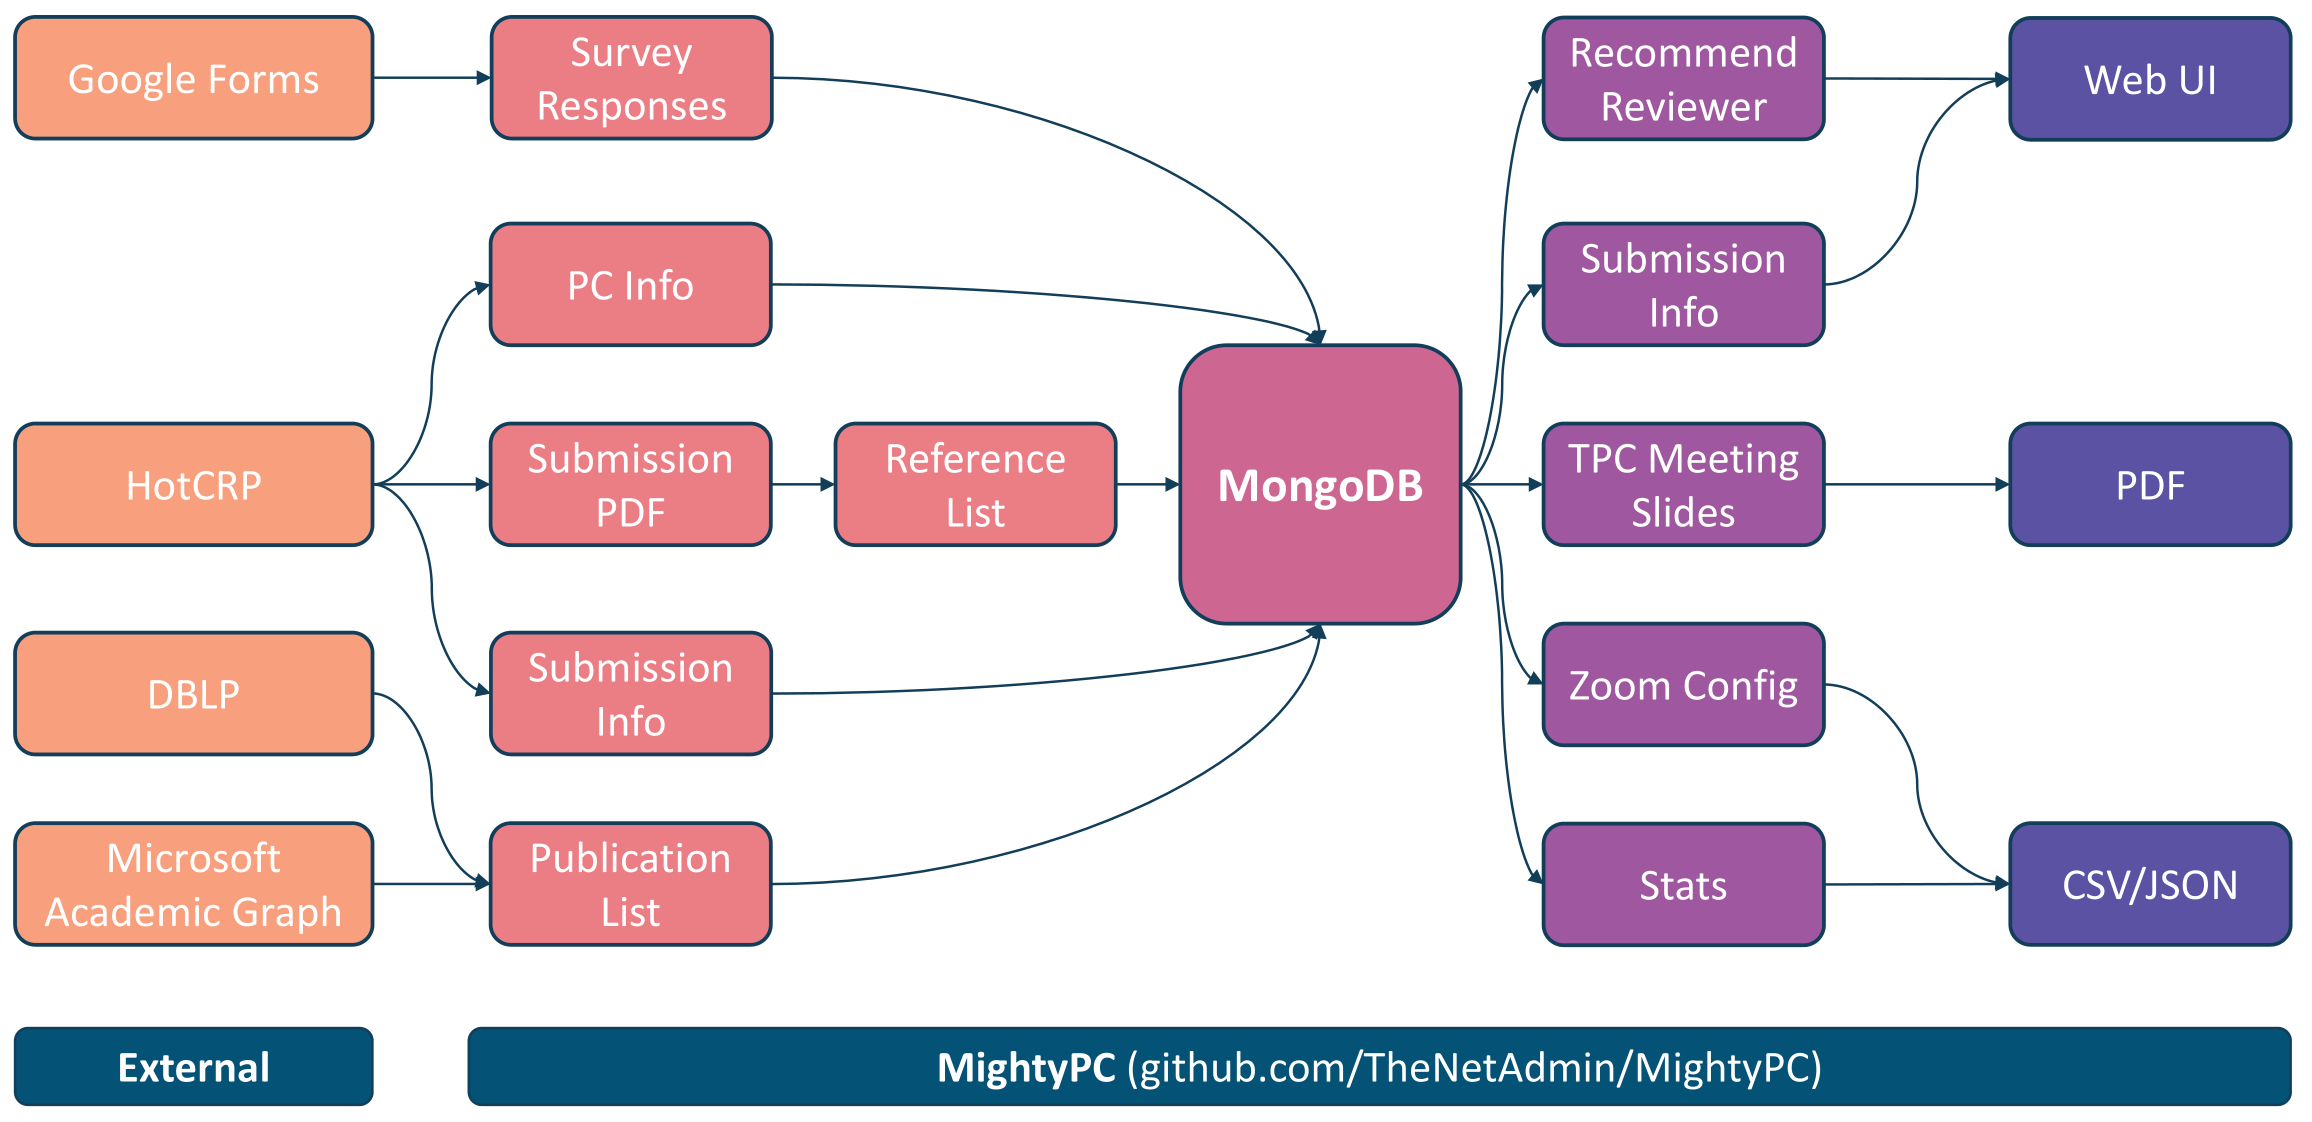 Google Forms
Survey
Responses
Recommend
Reviewer
Web UI
PC Info
Submission
Info
HotCRP
Submission
PDF
Reference
List
MongoDB
TPC Meeting
Slides
PDF
DBLP
Submission
Info
Zoom Config
Microsoft
Academic Graph
Publication
List
Stats
CSV/JSON
External
MightyPC (github.com/TheNetAdmin/MightyPC)